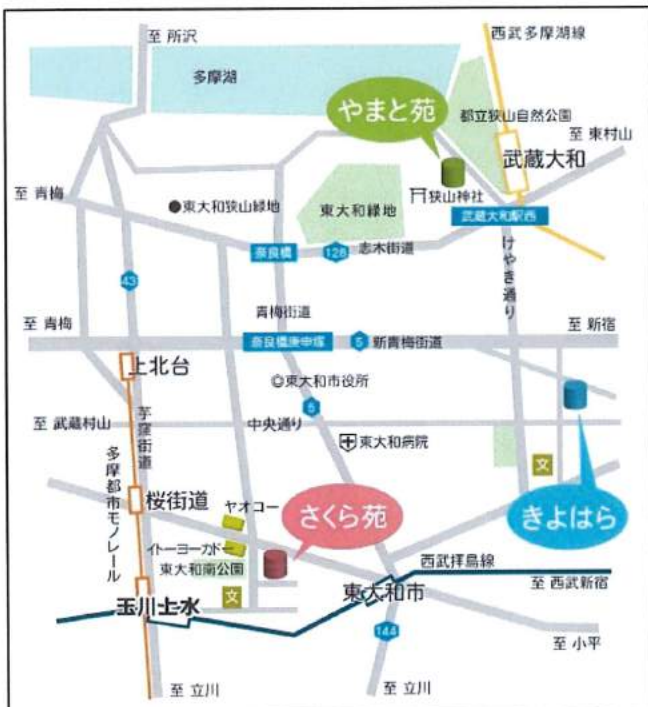 至 所沢
西武多摩湖線
多摩湖
やまと苑
都立狭山自然公園
武蔵大和
至 東村山
至 青梅
●東大和狭山緑地
東大和緑地
狭山神社
武蔵大和駅西
奈良橋
128
志木街道
けやき通り
43
青梅街道
至 青梅
奈良橋庚申塚
5
新青梅街道
至 新宿
上北台
◎東大和市役所
5
至 武蔵村山
芋窪街道
中央通り
東大和病院
文
多摩都市モノレール
桜街道
ヤオコー
さくら苑
きよはら
イトーヨーカドー
東大和南公園
西武拝島線
至 西武新宿
文
玉川上水
東大和市
144
至 小平
至 立川
至 立川